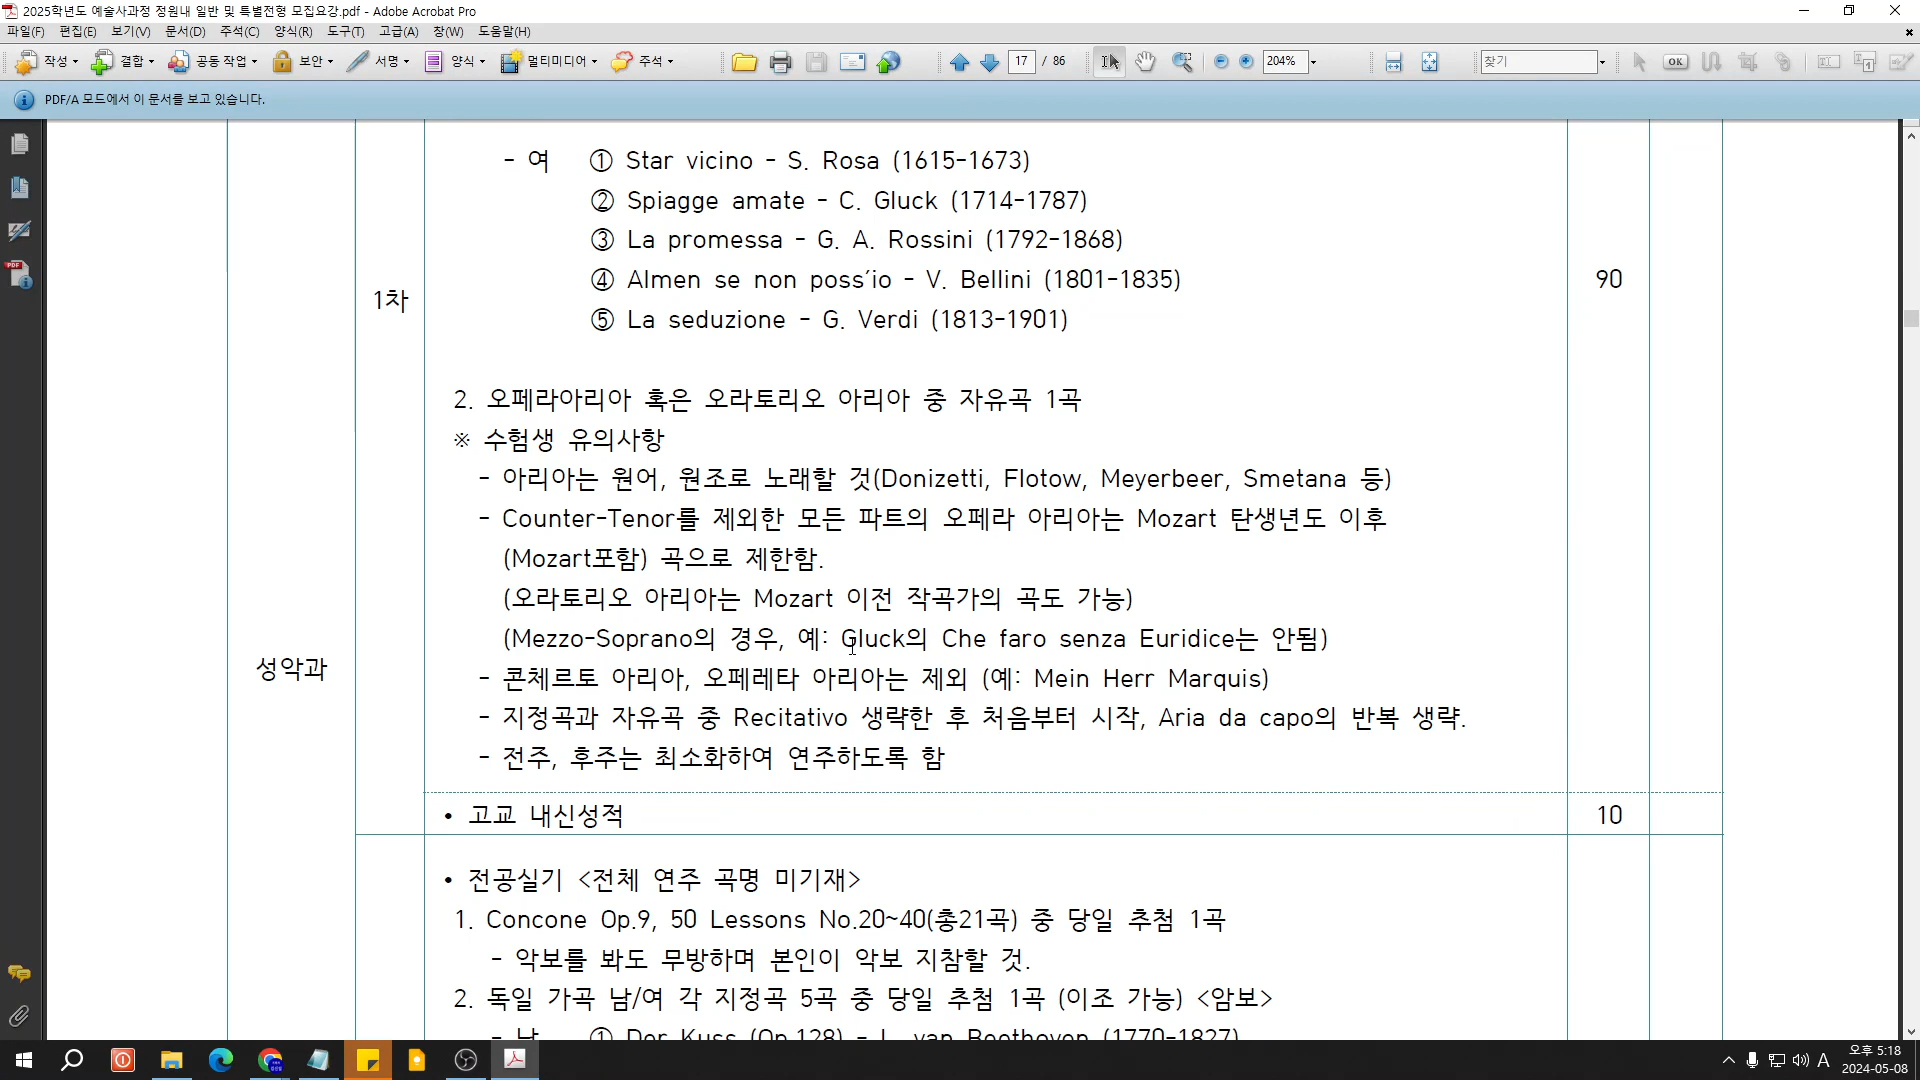 2025학년도 예술사과정 정원내 일반 및 특별전형 모집요강.pdf - Adobe Acrobat Pro
파일(F) 편집(E) 보기(V) 문서(D) 주석(C) 양식(R) 도구(T) 고급(A) 창(W) 도움말(H)
작성 결합 공동 작업 보안 서명 양식 멀티미디어 주석 17 / 86 204% 찾기 OK
PDF/A 모드에서 이 문서를 보고 있습니다.
- 여 ① Star vicino - S. Rosa (1615-1673)
② Spiagge amate - C. Gluck (1714-1787)
③ La promessa - G. A. Rossini (1792-1868)
④ Almen se non poss´io - V. Bellini (1801-1835)
90
1차
⑤ La seduzione - G. Verdi (1813-1901)
2. 오페라아리아 혹은 오라토리오 아리아 중 자유곡 1곡
※ 수험생 유의사항
- 아리아는 원어, 원조로 노래할 것(Donizetti, Flotow, Meyerbeer, Smetana 등)
- Counter-Tenor를 제외한 모든 파트의 오페라 아리아는 Mozart 탄생년도 이후
(Mozart포함) 곡으로 제한함.
(오라토리오 아리아는 Mozart 이전 작곡가의 곡도 가능)
(Mezzo-Soprano의 경우, 예: Gluck의 Che faro senza Euridice는 안됨)
성악과
- 콘체르토 아리아, 오페레타 아리아는 제외 (예: Mein Herr Marquis)
- 지정곡과 자유곡 중 Recitativo 생략한 후 처음부터 시작, Aria da capo의 반복 생략.
- 전주, 후주는 최소화하여 연주하도록 함
• 고교 내신성적
10
• 전공실기 <전체 연주 곡명 미기재>
1. Concone Op.9, 50 Lessons No.20~40(총21곡) 중 당일 추첨 1곡
- 악보를 봐도 무방하며 본인이 악보 지참할 것.
2. 독일 가곡 남/여 각 지정곡 5곡 중 당일 추첨 1곡 (이조 가능) <암보>
- 남 ① Der Kuss (Op.128) - L. van Beethoven (1770-1827)
A 오후 5:18
2024-05-08